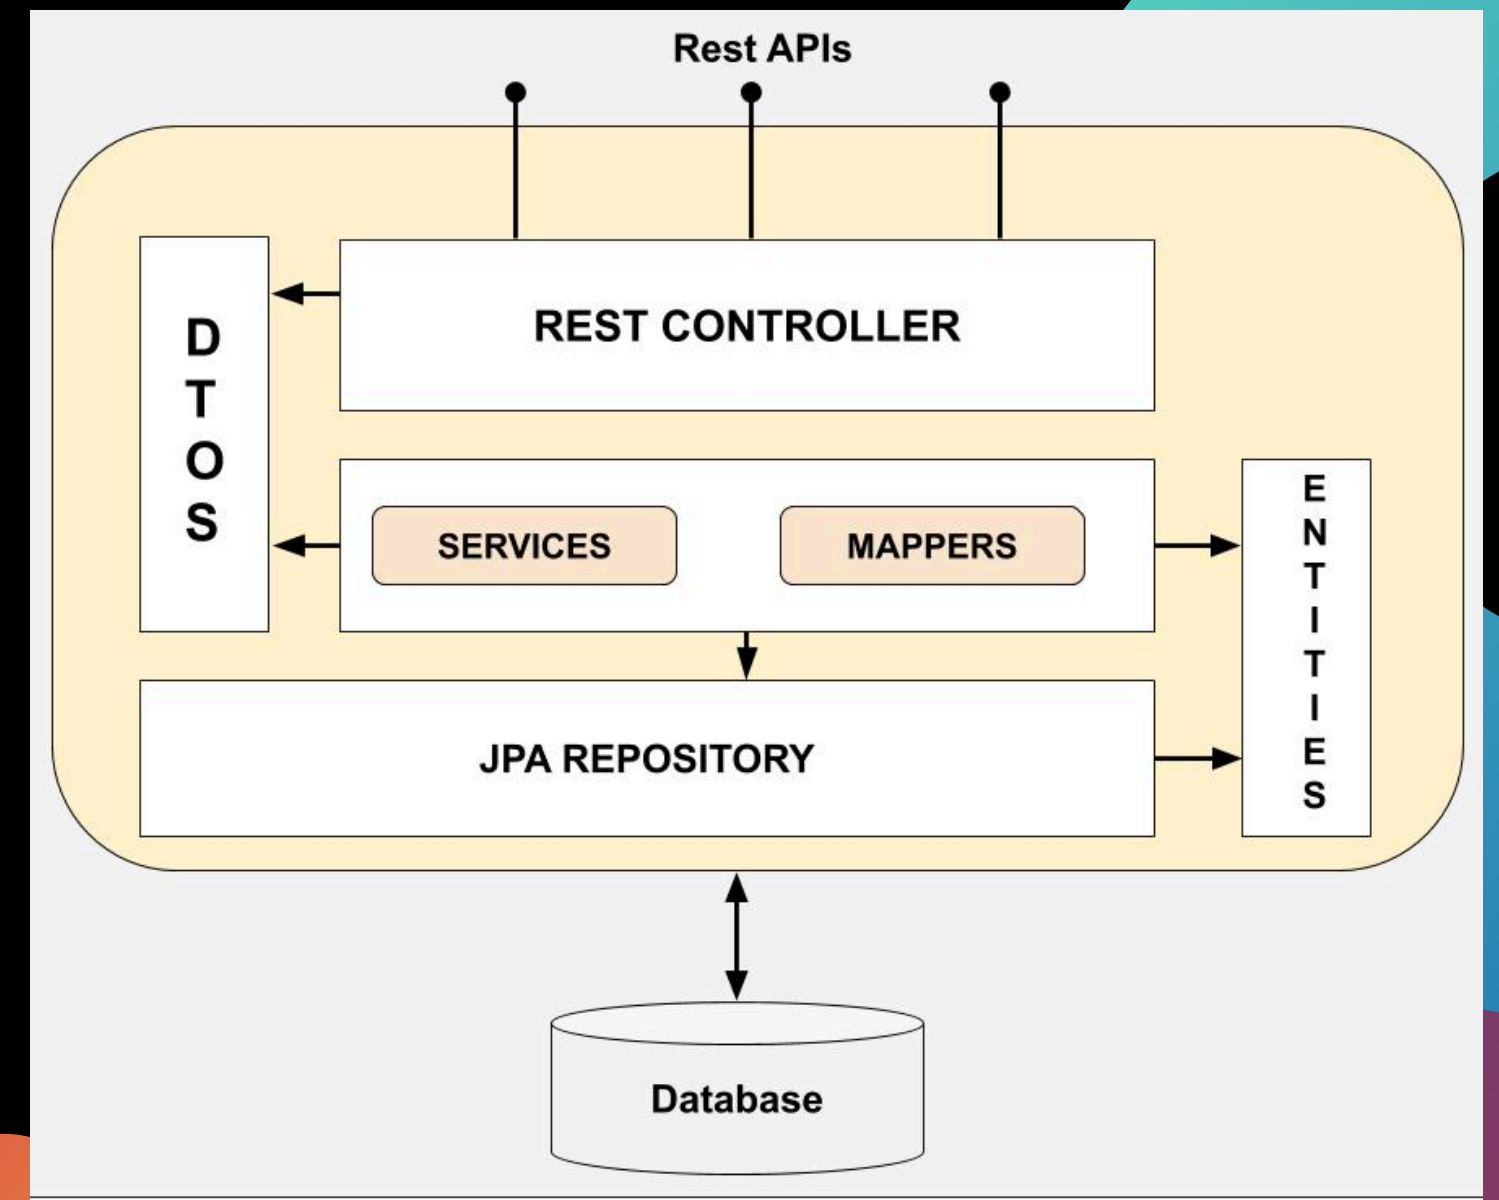 Rest APIs
REST CONTROLLER
D
T
O
S
SERVICES
MAPPERS
E
N
T
I
T
I
E
S
JPA REPOSITORY
Database